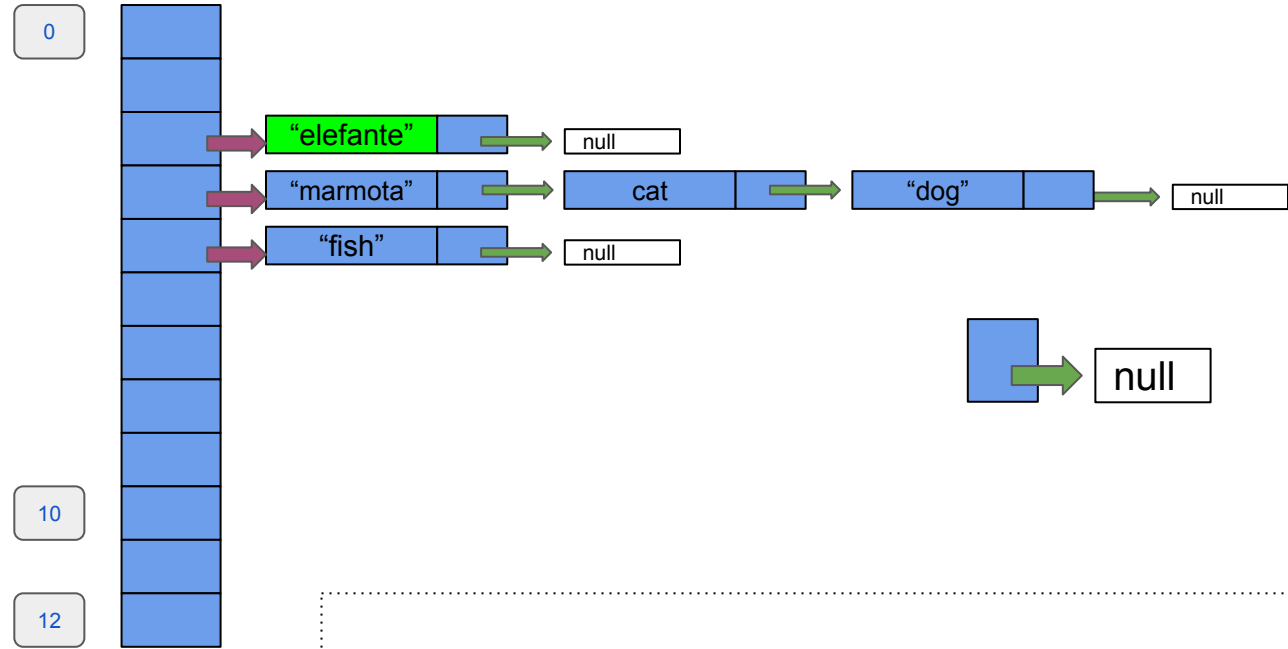 0
“elefante”
null
“marmota”
cat
“dog”
null
“fish”
null
null
10
12